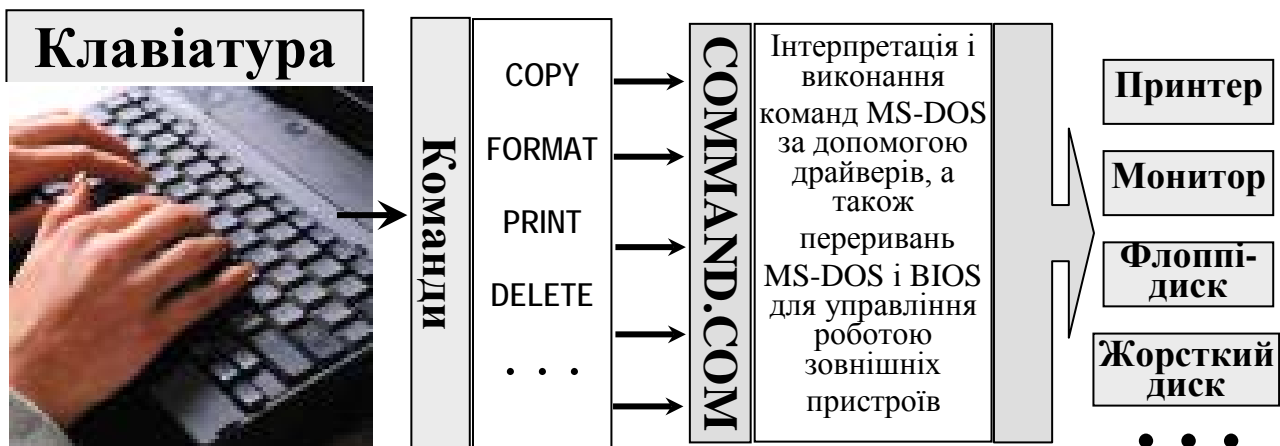 Клавіатура
Команди
COPY
FORMAT
PRINT
DELETE
. . .
COMMAND.COM
Інтерпретація і
виконання
команд MS-DOS
за допомогою
драйверів, а
також
переривань
MS-DOS і BIOS
для управління
роботою
зовнішніх
пристроїв
Принтер
Монитор
Флоппі-
диск
Жорсткий
диск
• • •